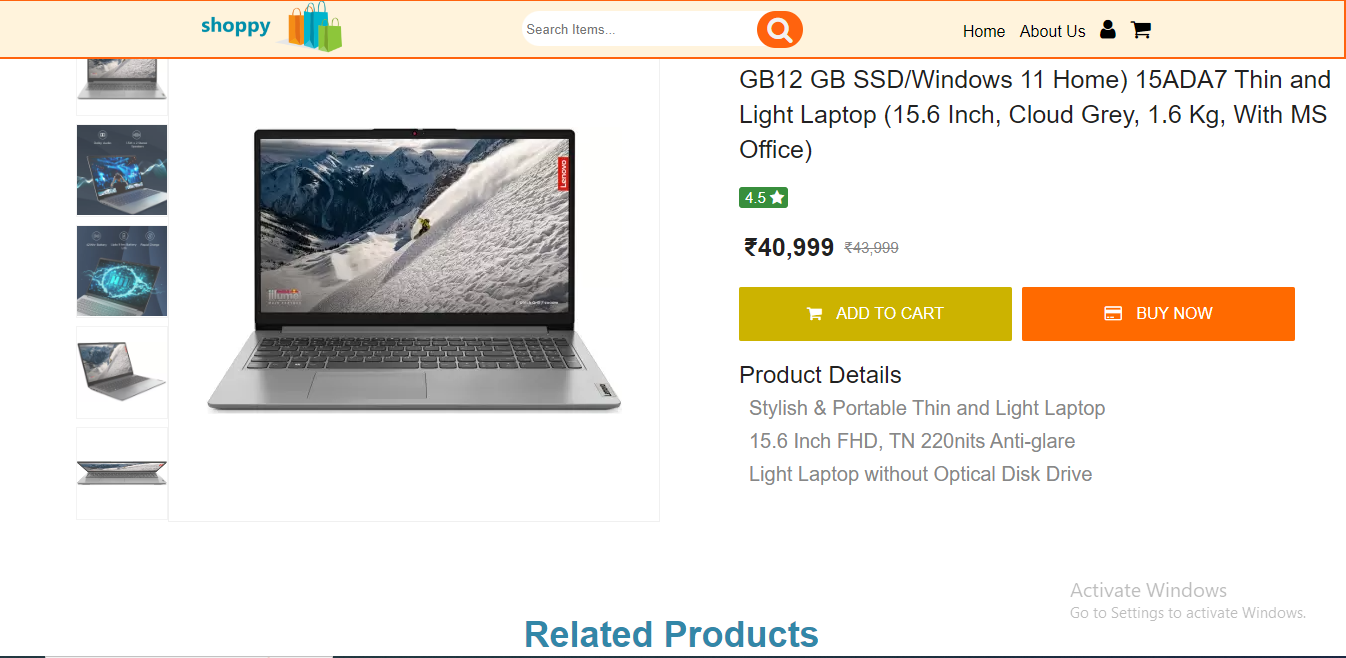 shoppy
Search Items...
Home About Us
GB12 GB SSD/Windows 11 Home) 15ADA7 Thin and
Light Laptop (15.6 Inch, Cloud Grey, 1.6 Kg, With MS
Office)
4.5
₹40,999 ₹43,999
ADD TO CART
BUY NOW
Product Details
Stylish & Portable Thin and Light Laptop
15.6 Inch FHD, TN 220nits Anti-glare
Light Laptop without Optical Disk Drive
Lenovo
Lenovo
Activate Windows
Go to Settings to activate Windows.
Related Products